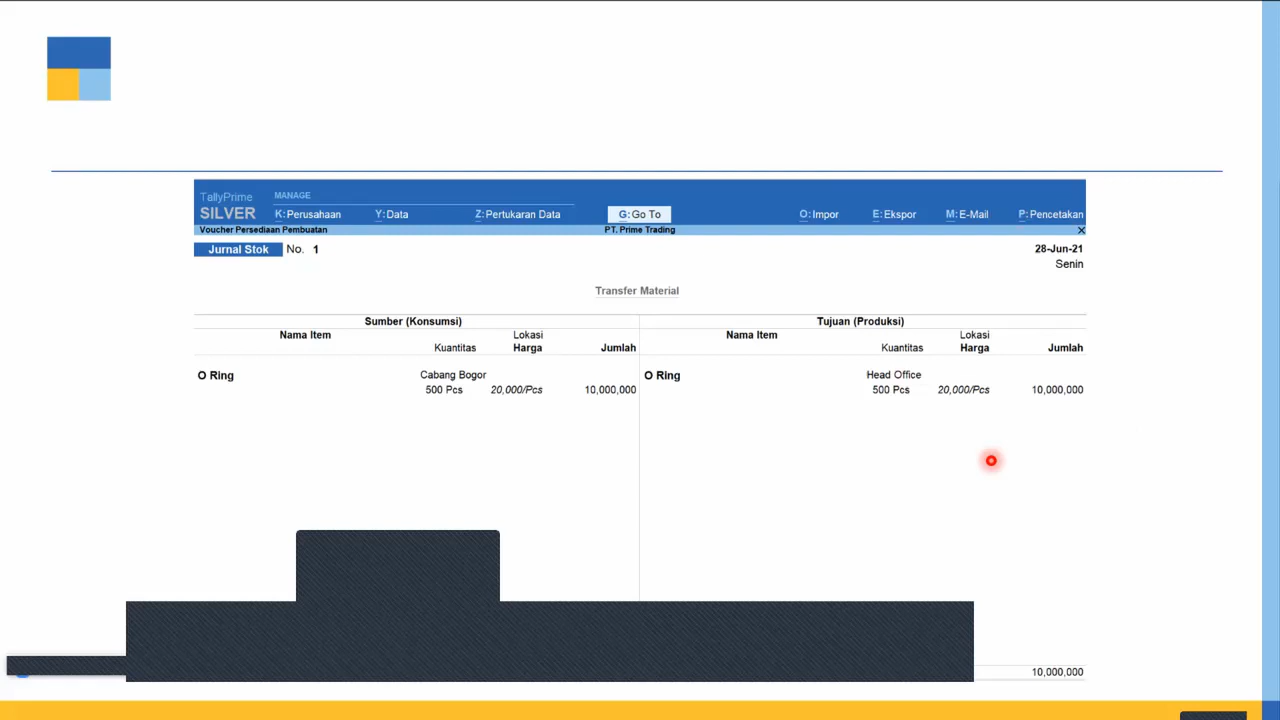 TallyPrime MANAGE
SILVER K:Perusahaan Y:Data Z:Pertukaran Data G:Go To O:Impor E:Ekspor M:E-Mail P:Pencetakan
Voucher Persediaan Pembuatan PT. Prime Trading ×
Jurnal Stok No. 1 28-Jun-21
Senin
Transfer Material
Sumber (Konsumsi) Tujuan (Produksi)
Nama Item Lokasi Nama Item Lokasi
Kuantitas Harga Jumlah Kuantitas Harga Jumlah
O Ring Cabang Bogor O Ring Head Office
500 Pcs 20,000/Pcs 10,000,000 500 Pcs 20,000/Pcs 10,000,000
10,000,000